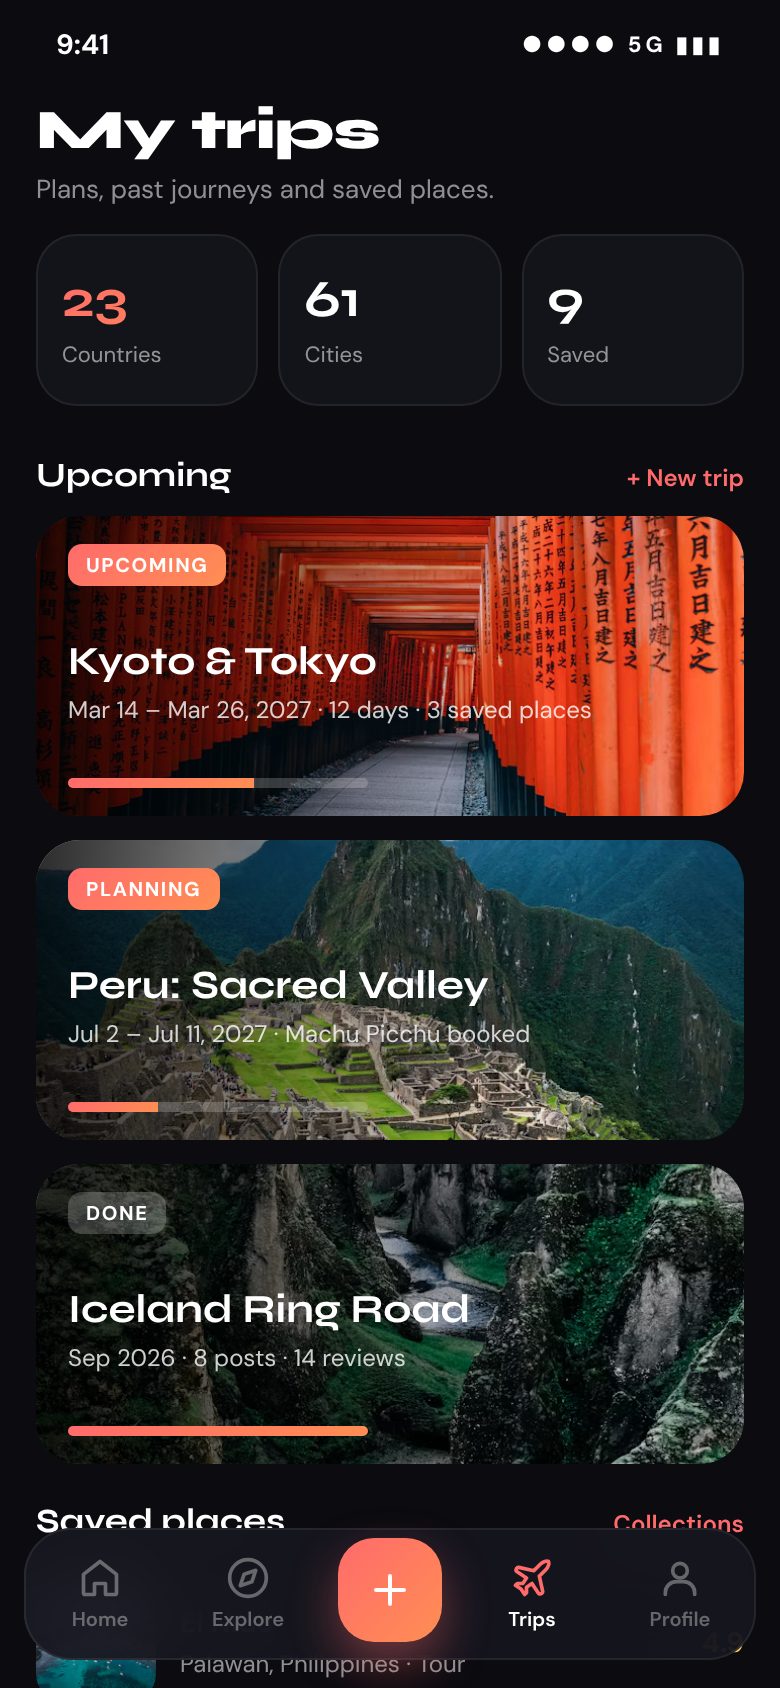 9:41
5G
My trips
Plans, past journeys and saved places.
23
Countries
61
Cities
9
Saved
Upcoming
+ New trip
UPCOMING
Kyoto & Tokyo
Mar 14 – Mar 26, 2027 · 12 days · 3 saved places
PLANNING
Peru: Sacred Valley
Jul 2 – Jul 11, 2027 · Machu Picchu booked
DONE
Iceland Ring Road
Sep 2026 · 8 posts · 14 reviews
Saved places
Collections
Home
Explore
Trips
Profile
4.9
Palawan, Philippines · Tour